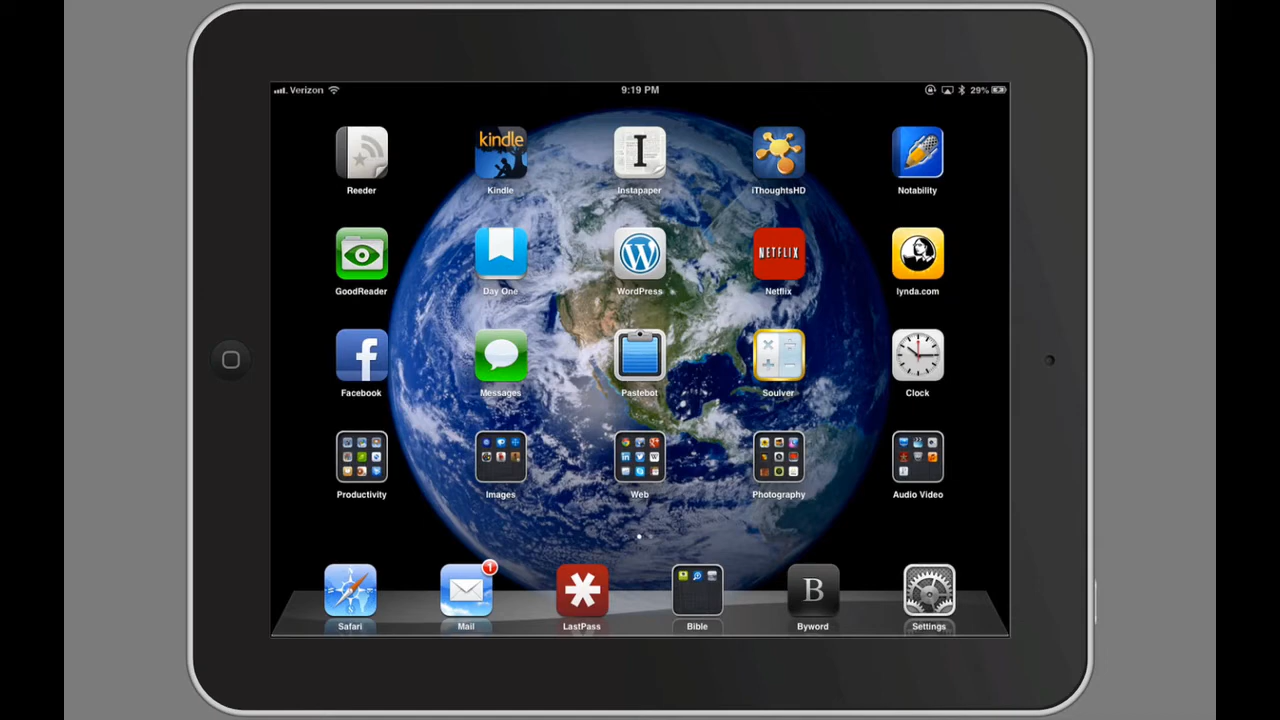 Verizon
9:19 PM
29%
kindle
Reeder
Kindle
Instapaper
iThoughtsHD
Notability
NETFLIX
GoodReader
Day One
WordPress
Netflix
lynda.com
Facebook
Messages
Pastebot
Soulver
Clock
Productivity
Images
Web
Photography
Audio Video
1
B
Safari
Mail
LastPass
Bible
Byword
Settings